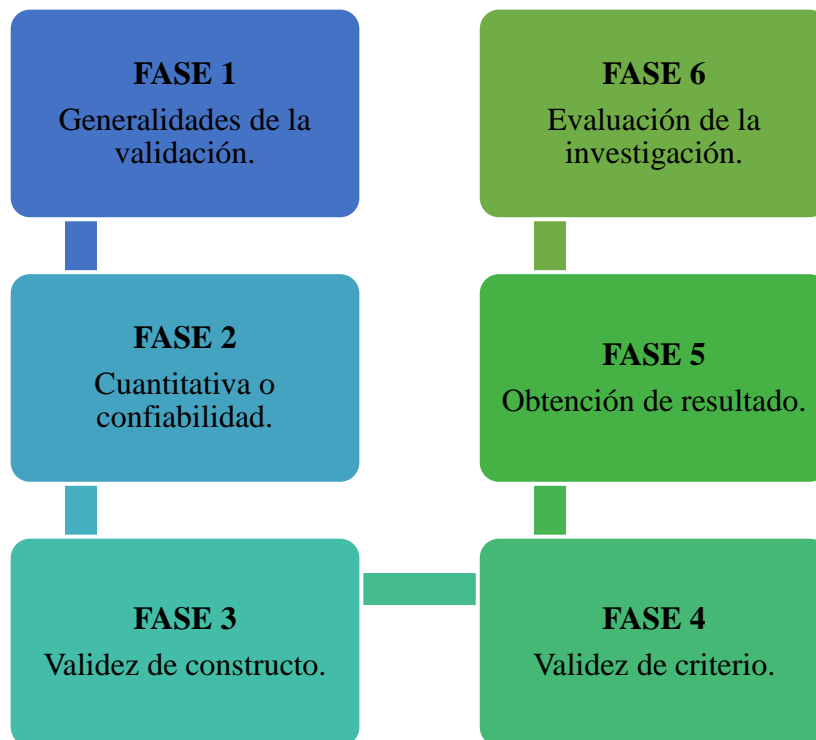 FASE 1
Generalidades de la
validación.
FASE 2
Cuantitativa o
confiabilidad.
FASE 3
Validez de constructo.
FASE 4
Validez de criterio.
FASE 5
Obtención de resultado.
FASE 6
Evaluación de la
investigación.